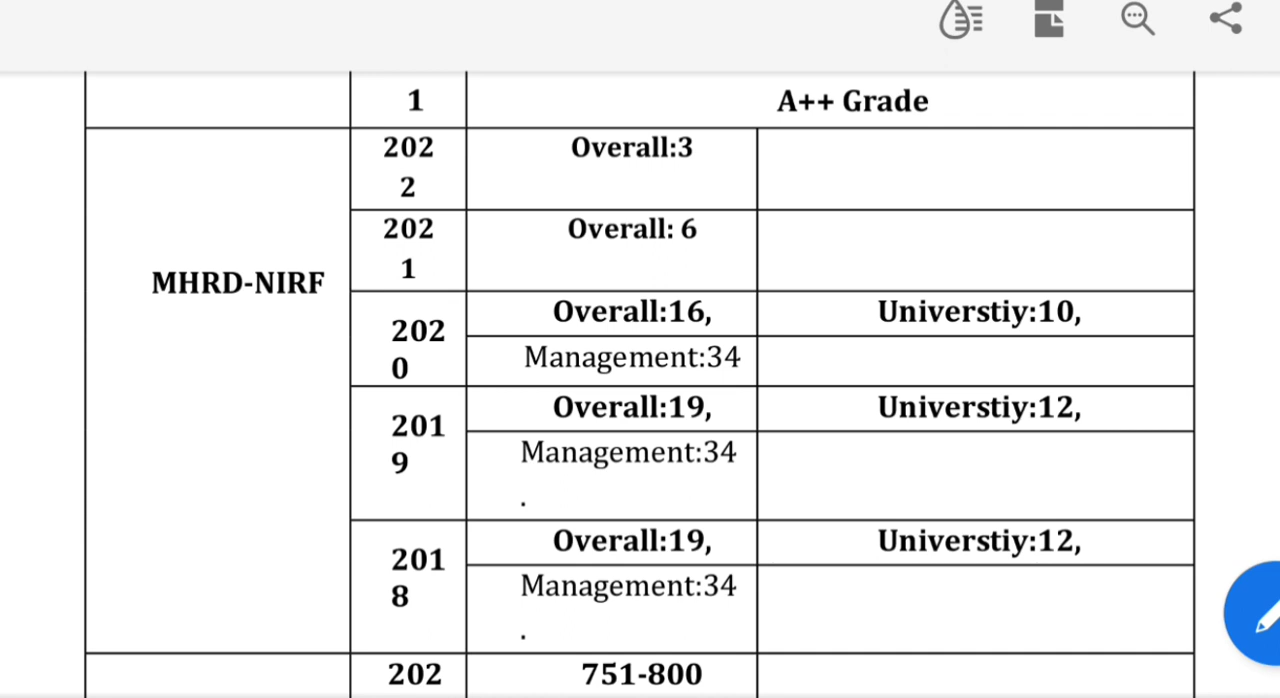 1
A++ Grade
202
2
Overall:3
202
1
Overall: 6
MHRD-NIRF
202
0
Overall:16,
Universtiy:10,
Management:34
201
9
Overall:19,
Universtiy:12,
Management:34
.
201
8
Overall:19,
Universtiy:12,
Management:34
.
202
751-800